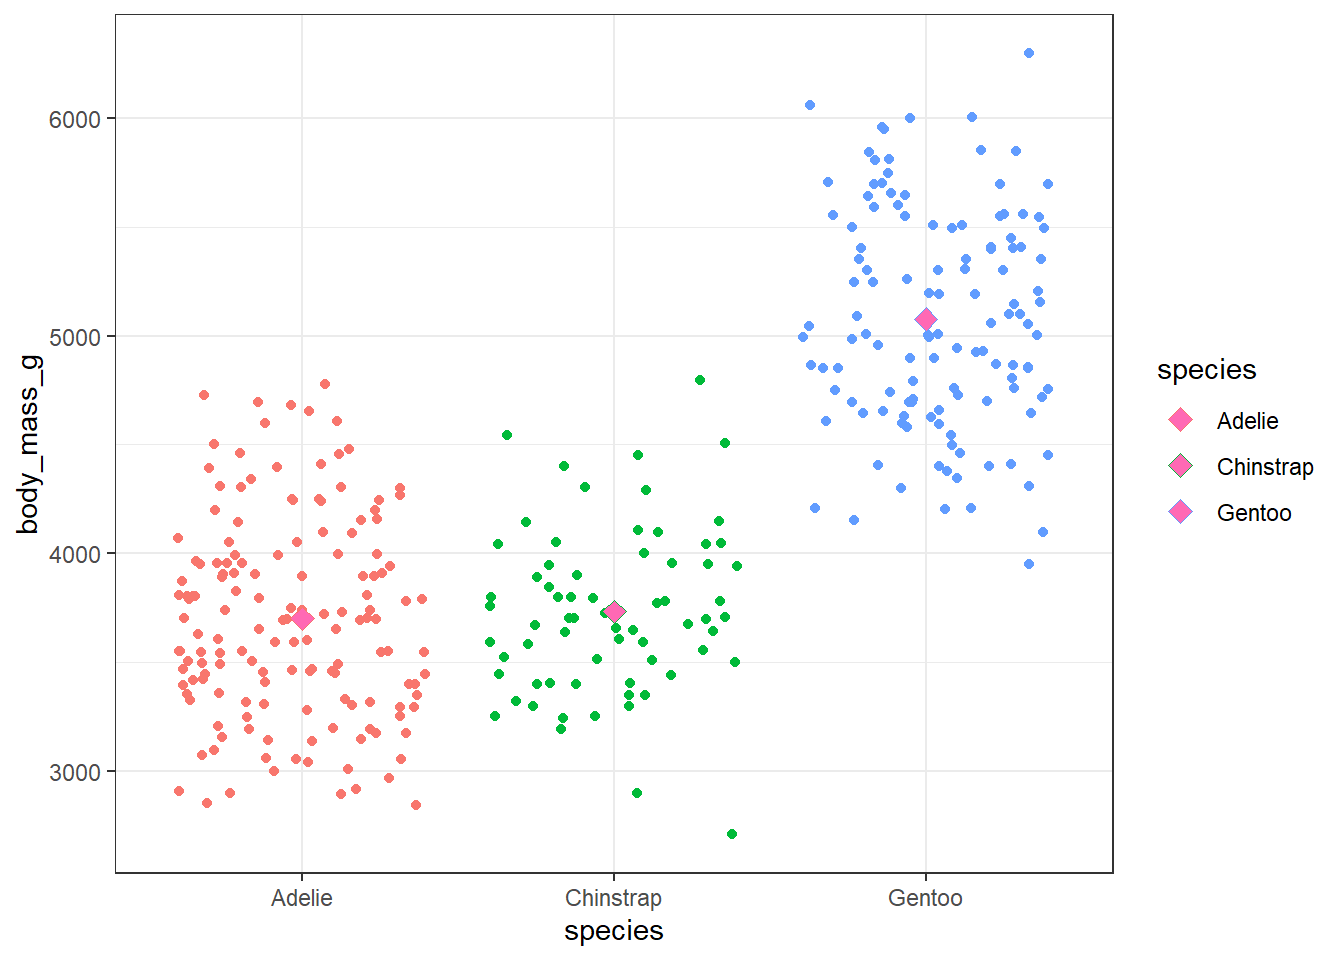 6000
5000
4000
3000
body_mass_g
Adelie
Chinstrap
Gentoo
species
species
Adelie
Chinstrap
Gentoo